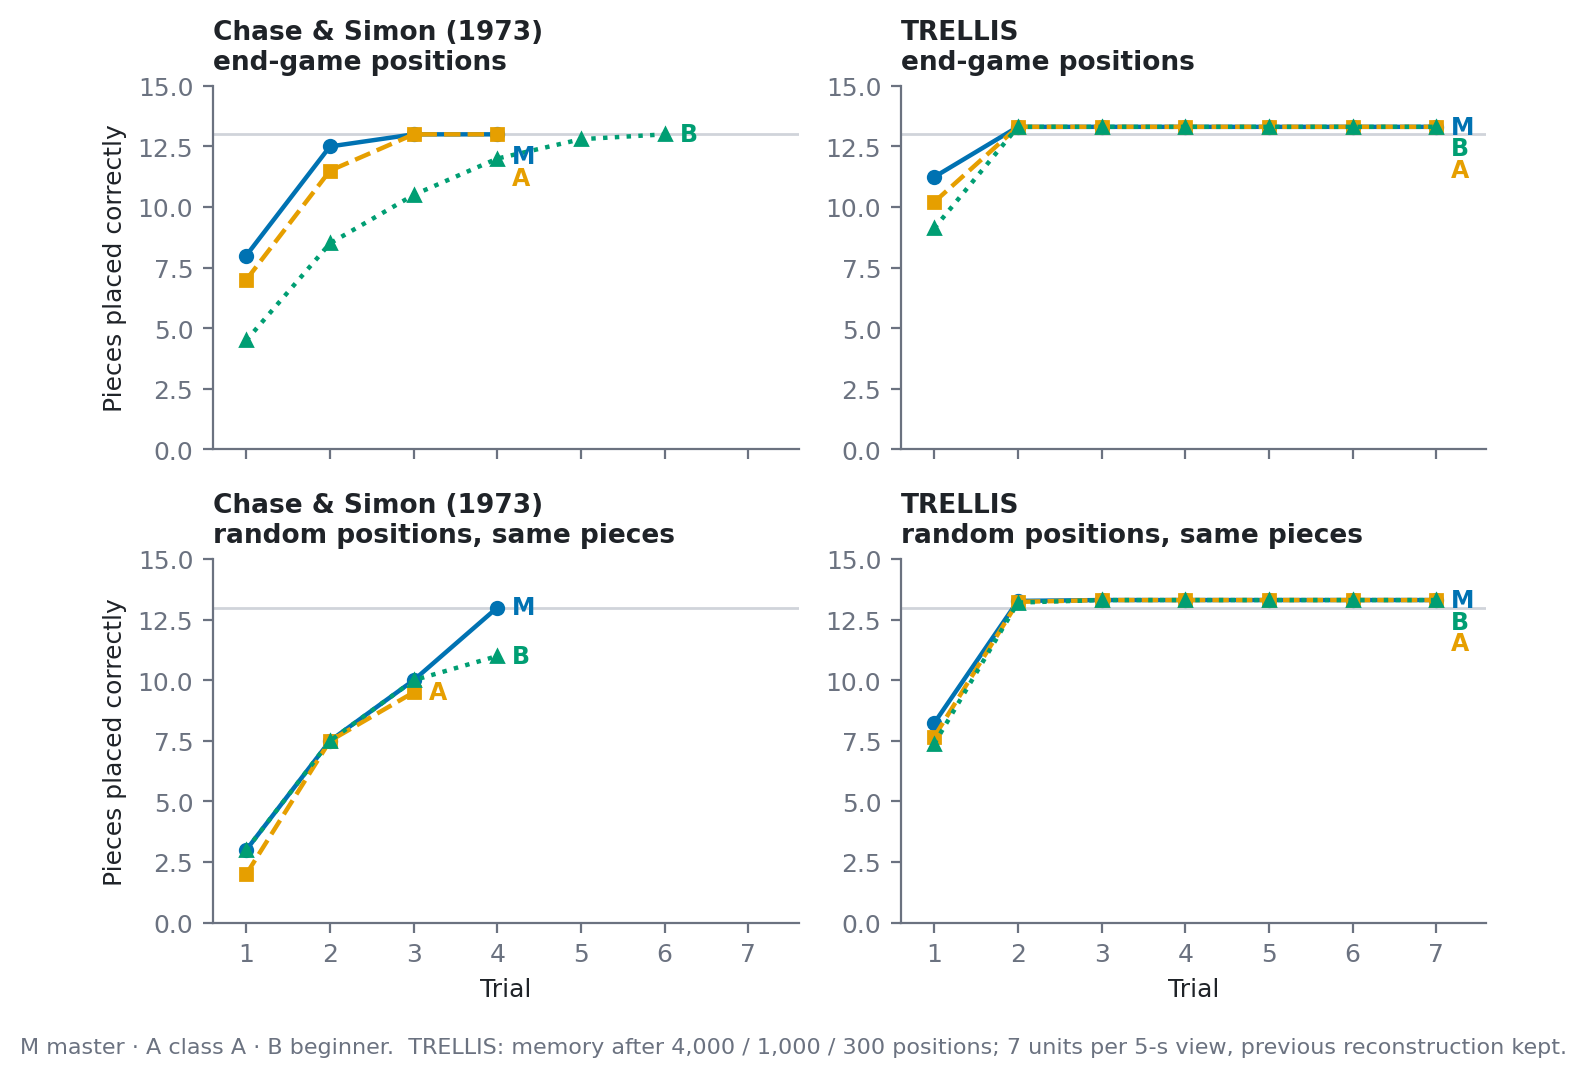 Chase & Simon (1973)
end-game positions
15.0
12.5
10.0
7.5
5.0
2.5
0.0
Pieces placed correctly
M
A
B
TRELLIS
end-game positions
15.0
12.5
10.0
7.5
5.0
2.5
0.0
M
B
A
Chase & Simon (1973)
random positions, same pieces
15.0
12.5
10.0
7.5
5.0
2.5
0.0
Pieces placed correctly
M
B
A
1 2 3 4 5 6 7
Trial
TRELLIS
random positions, same pieces
15.0
12.5
10.0
7.5
5.0
2.5
0.0
M
B
A
1 2 3 4 5 6 7
Trial
M master · A class A · B beginner.  TRELLIS: memory after 4,000 / 1,000 / 300 positions; 7 units per 5-s view, previous reconstruction kept.